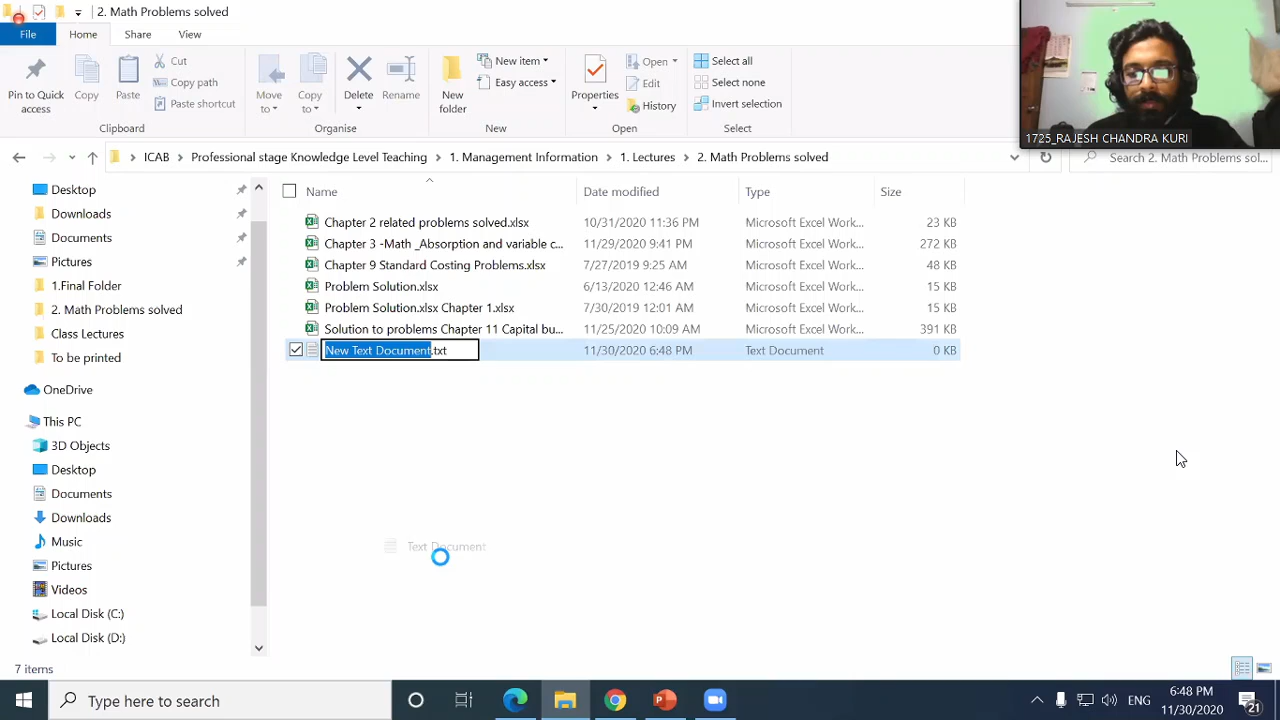 2. Math Problems solved
File Home Share View
Pin to Quick access
Copy
Paste
Cut
Copy path
Paste shortcut
Move to
Copy to
Delete
Rename
New folder
New item
Easy access
Properties
Open
Edit
History
Select all
Select none
Invert selection
Clipboard Organise New Open Select
1725_RAJESH CHANDRA KURI
ICAB > Professional stage Knowledge Level Teaching > 1. Management Information > 1. Lectures > 2. Math Problems solved
Search 2. Math Problems sol...
Name Date modified Type Size
Chapter 2 related problems solved.xlsx 10/31/2020 11:36 PM Microsoft Excel Work... 23 KB
Chapter 3 -Math _Absorption and variable c... 11/29/2020 9:41 PM Microsoft Excel Work... 272 KB
Chapter 9 Standard Costing Problems.xlsx 7/27/2019 9:25 AM Microsoft Excel Work... 48 KB
Problem Solution.xlsx 6/13/2020 12:46 AM Microsoft Excel Work... 15 KB
Problem Solution.xlsx Chapter 1.xlsx 7/30/2019 12:01 AM Microsoft Excel Work... 15 KB
Solution to problems Chapter 11 Capital bu... 11/25/2020 10:09 AM Microsoft Excel Work... 391 KB
New Text Document.txt 11/30/2020 6:48 PM Text Document 0 KB
Text Document
Desktop
Downloads
Documents
Pictures
1.Final Folder
2. Math Problems solved
Class Lectures
To be printed
OneDrive
This PC
3D Objects
Desktop
Documents
Downloads
Music
Pictures
Videos
Local Disk (C:)
Local Disk (D:)
7 items
Type here to search
ENG
6:48 PM
11/30/2020
21